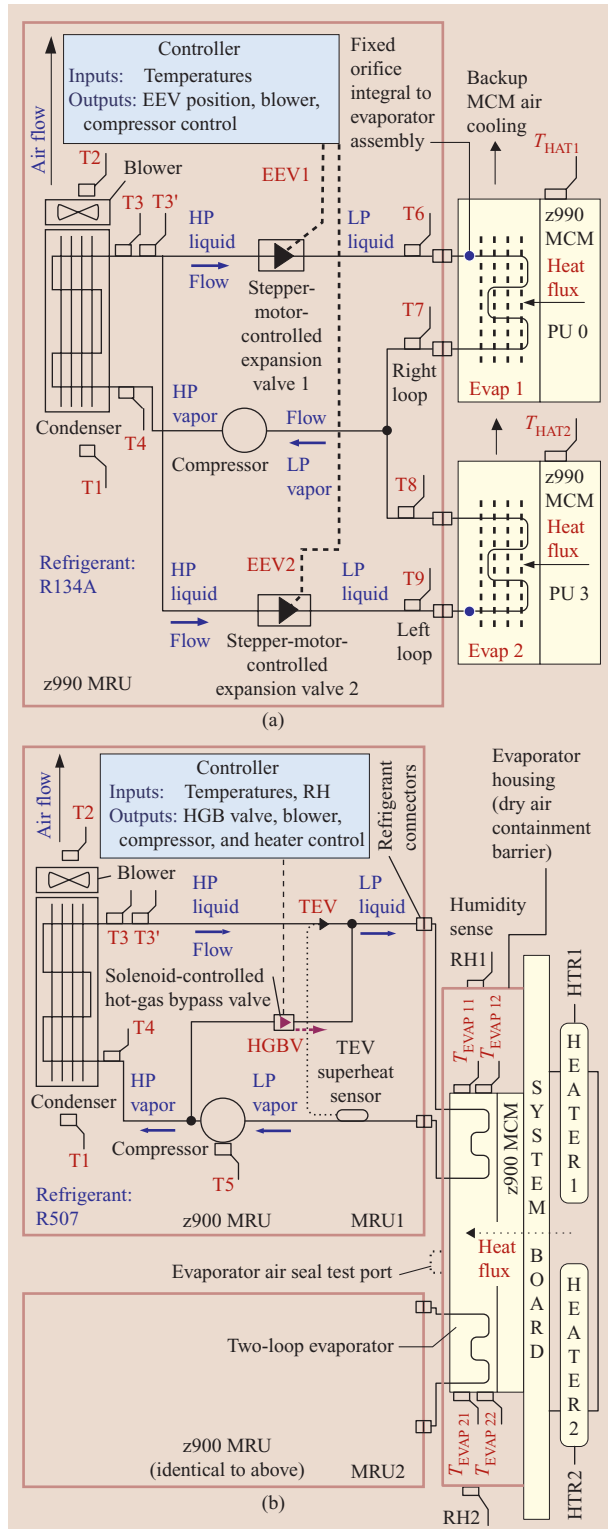 Controller
Inputs: Temperatures
Outputs: EEV position, blower,
compressor control
Fixed
orifice
integral to
evaporator
assembly
Backup
MCM air
cooling
Air flow
T2
Blower
T3 T3'
HP
liquid
Flow
EEV1
LP
liquid
T6
T_HAT1
z990
MCM
Heat
flux
PU 0
Stepper-
motor-
controlled
expansion
valve 1
T7
Right
loop
Evap 1
HP
vapor
Flow
Condenser
T4
Compressor
LP
vapor
T1
T_HAT2
T8
z990
MCM
Heat
flux
PU 3
Refrigerant:
R134A
HP
liquid
EEV2
LP
liquid
T9
Flow
Stepper-motor-
controlled
expansion valve 2
Left
loop
Evap 2
z990 MRU
(a)
Controller
Inputs: Temperatures, RH
Outputs: HGB valve, blower,
compressor, and heater control
Refrigerant
connectors
Evaporator
housing
(dry air
containment
barrier)
Air flow
T2
Blower
T3 T3'
HP
liquid
Flow
TEV
LP
liquid
Humidity
sense
RH1
HTR1
Solenoid-controlled
hot-gas bypass valve
T4
HGBV
T_EVAP 11
T_EVAP 12
TEV
superheat
sensor
HP
vapor
LP
vapor
Condenser
Compressor
T1
T5
z900 MCM
SYSTEM BOARD
HEATER1
Refrigerant:
R507
z900 MRU
MRU1
Heat
flux
Evaporator air seal test port
Two-loop evaporator
HEATER2
T_EVAP 21
T_EVAP 22
z900 MRU
(identical to above)
MRU2
(b)
RH2
HTR2